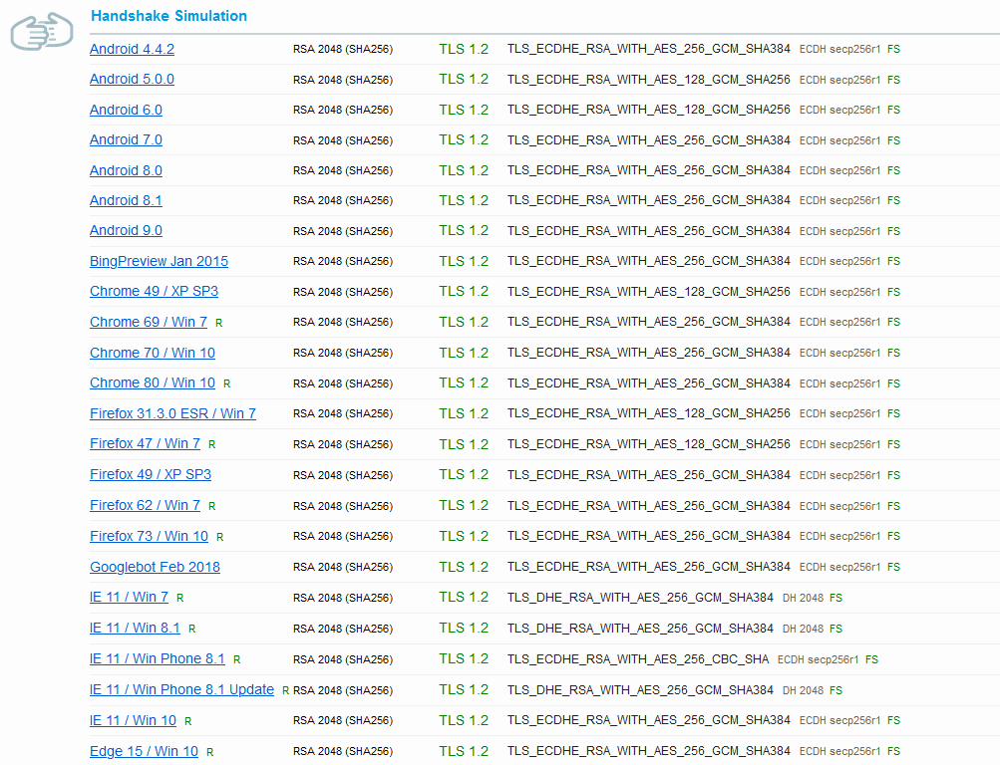 Handshake Simulation
Android 4.4.2 RSA 2048 (SHA256) TLS 1.2 TLS_ECDHE_RSA_WITH_AES_256_GCM_SHA384 ECDH secp256r1 FS
Android 5.0.0 RSA 2048 (SHA256) TLS 1.2 TLS_ECDHE_RSA_WITH_AES_128_GCM_SHA256 ECDH secp256r1 FS
Android 6.0 RSA 2048 (SHA256) TLS 1.2 TLS_ECDHE_RSA_WITH_AES_128_GCM_SHA256 ECDH secp256r1 FS
Android 7.0 RSA 2048 (SHA256) TLS 1.2 TLS_ECDHE_RSA_WITH_AES_256_GCM_SHA384 ECDH secp256r1 FS
Android 8.0 RSA 2048 (SHA256) TLS 1.2 TLS_ECDHE_RSA_WITH_AES_256_GCM_SHA384 ECDH secp256r1 FS
Android 8.1 RSA 2048 (SHA256) TLS 1.2 TLS_ECDHE_RSA_WITH_AES_256_GCM_SHA384 ECDH secp256r1 FS
Android 9.0 RSA 2048 (SHA256) TLS 1.2 TLS_ECDHE_RSA_WITH_AES_256_GCM_SHA384 ECDH secp256r1 FS
BingPreview Jan 2015 RSA 2048 (SHA256) TLS 1.2 TLS_ECDHE_RSA_WITH_AES_256_GCM_SHA384 ECDH secp256r1 FS
Chrome 49 / XP SP3 RSA 2048 (SHA256) TLS 1.2 TLS_ECDHE_RSA_WITH_AES_128_GCM_SHA256 ECDH secp256r1 FS
Chrome 69 / Win 7 R RSA 2048 (SHA256) TLS 1.2 TLS_ECDHE_RSA_WITH_AES_256_GCM_SHA384 ECDH secp256r1 FS
Chrome 70 / Win 10 RSA 2048 (SHA256) TLS 1.2 TLS_ECDHE_RSA_WITH_AES_256_GCM_SHA384 ECDH secp256r1 FS
Chrome 80 / Win 10 R RSA 2048 (SHA256) TLS 1.2 TLS_ECDHE_RSA_WITH_AES_256_GCM_SHA384 ECDH secp256r1 FS
Firefox 31.3.0 ESR / Win 7 RSA 2048 (SHA256) TLS 1.2 TLS_ECDHE_RSA_WITH_AES_128_GCM_SHA256 ECDH secp256r1 FS
Firefox 47 / Win 7 R RSA 2048 (SHA256) TLS 1.2 TLS_ECDHE_RSA_WITH_AES_128_GCM_SHA256 ECDH secp256r1 FS
Firefox 49 / XP SP3 RSA 2048 (SHA256) TLS 1.2 TLS_ECDHE_RSA_WITH_AES_256_GCM_SHA384 ECDH secp256r1 FS
Firefox 62 / Win 7 R RSA 2048 (SHA256) TLS 1.2 TLS_ECDHE_RSA_WITH_AES_256_GCM_SHA384 ECDH secp256r1 FS
Firefox 73 / Win 10 R RSA 2048 (SHA256) TLS 1.2 TLS_ECDHE_RSA_WITH_AES_256_GCM_SHA384 ECDH secp256r1 FS
Googlebot Feb 2018 RSA 2048 (SHA256) TLS 1.2 TLS_ECDHE_RSA_WITH_AES_256_GCM_SHA384 ECDH secp256r1 FS
IE 11 / Win 7 R RSA 2048 (SHA256) TLS 1.2 TLS_DHE_RSA_WITH_AES_256_GCM_SHA384 DH 2048 FS
IE 11 / Win 8.1 R RSA 2048 (SHA256) TLS 1.2 TLS_DHE_RSA_WITH_AES_256_GCM_SHA384 DH 2048 FS
IE 11 / Win Phone 8.1 R RSA 2048 (SHA256) TLS 1.2 TLS_ECDHE_RSA_WITH_AES_256_CBC_SHA ECDH secp256r1 FS
IE 11 / Win Phone 8.1 Update R RSA 2048 (SHA256) TLS 1.2 TLS_DHE_RSA_WITH_AES_256_GCM_SHA384 DH 2048 FS
IE 11 / Win 10 R RSA 2048 (SHA256) TLS 1.2 TLS_ECDHE_RSA_WITH_AES_256_GCM_SHA384 ECDH secp256r1 FS
Edge 15 / Win 10 R RSA 2048 (SHA256) TLS 1.2 TLS_ECDHE_RSA_WITH_AES_256_GCM_SHA384 ECDH secp256r1 FS